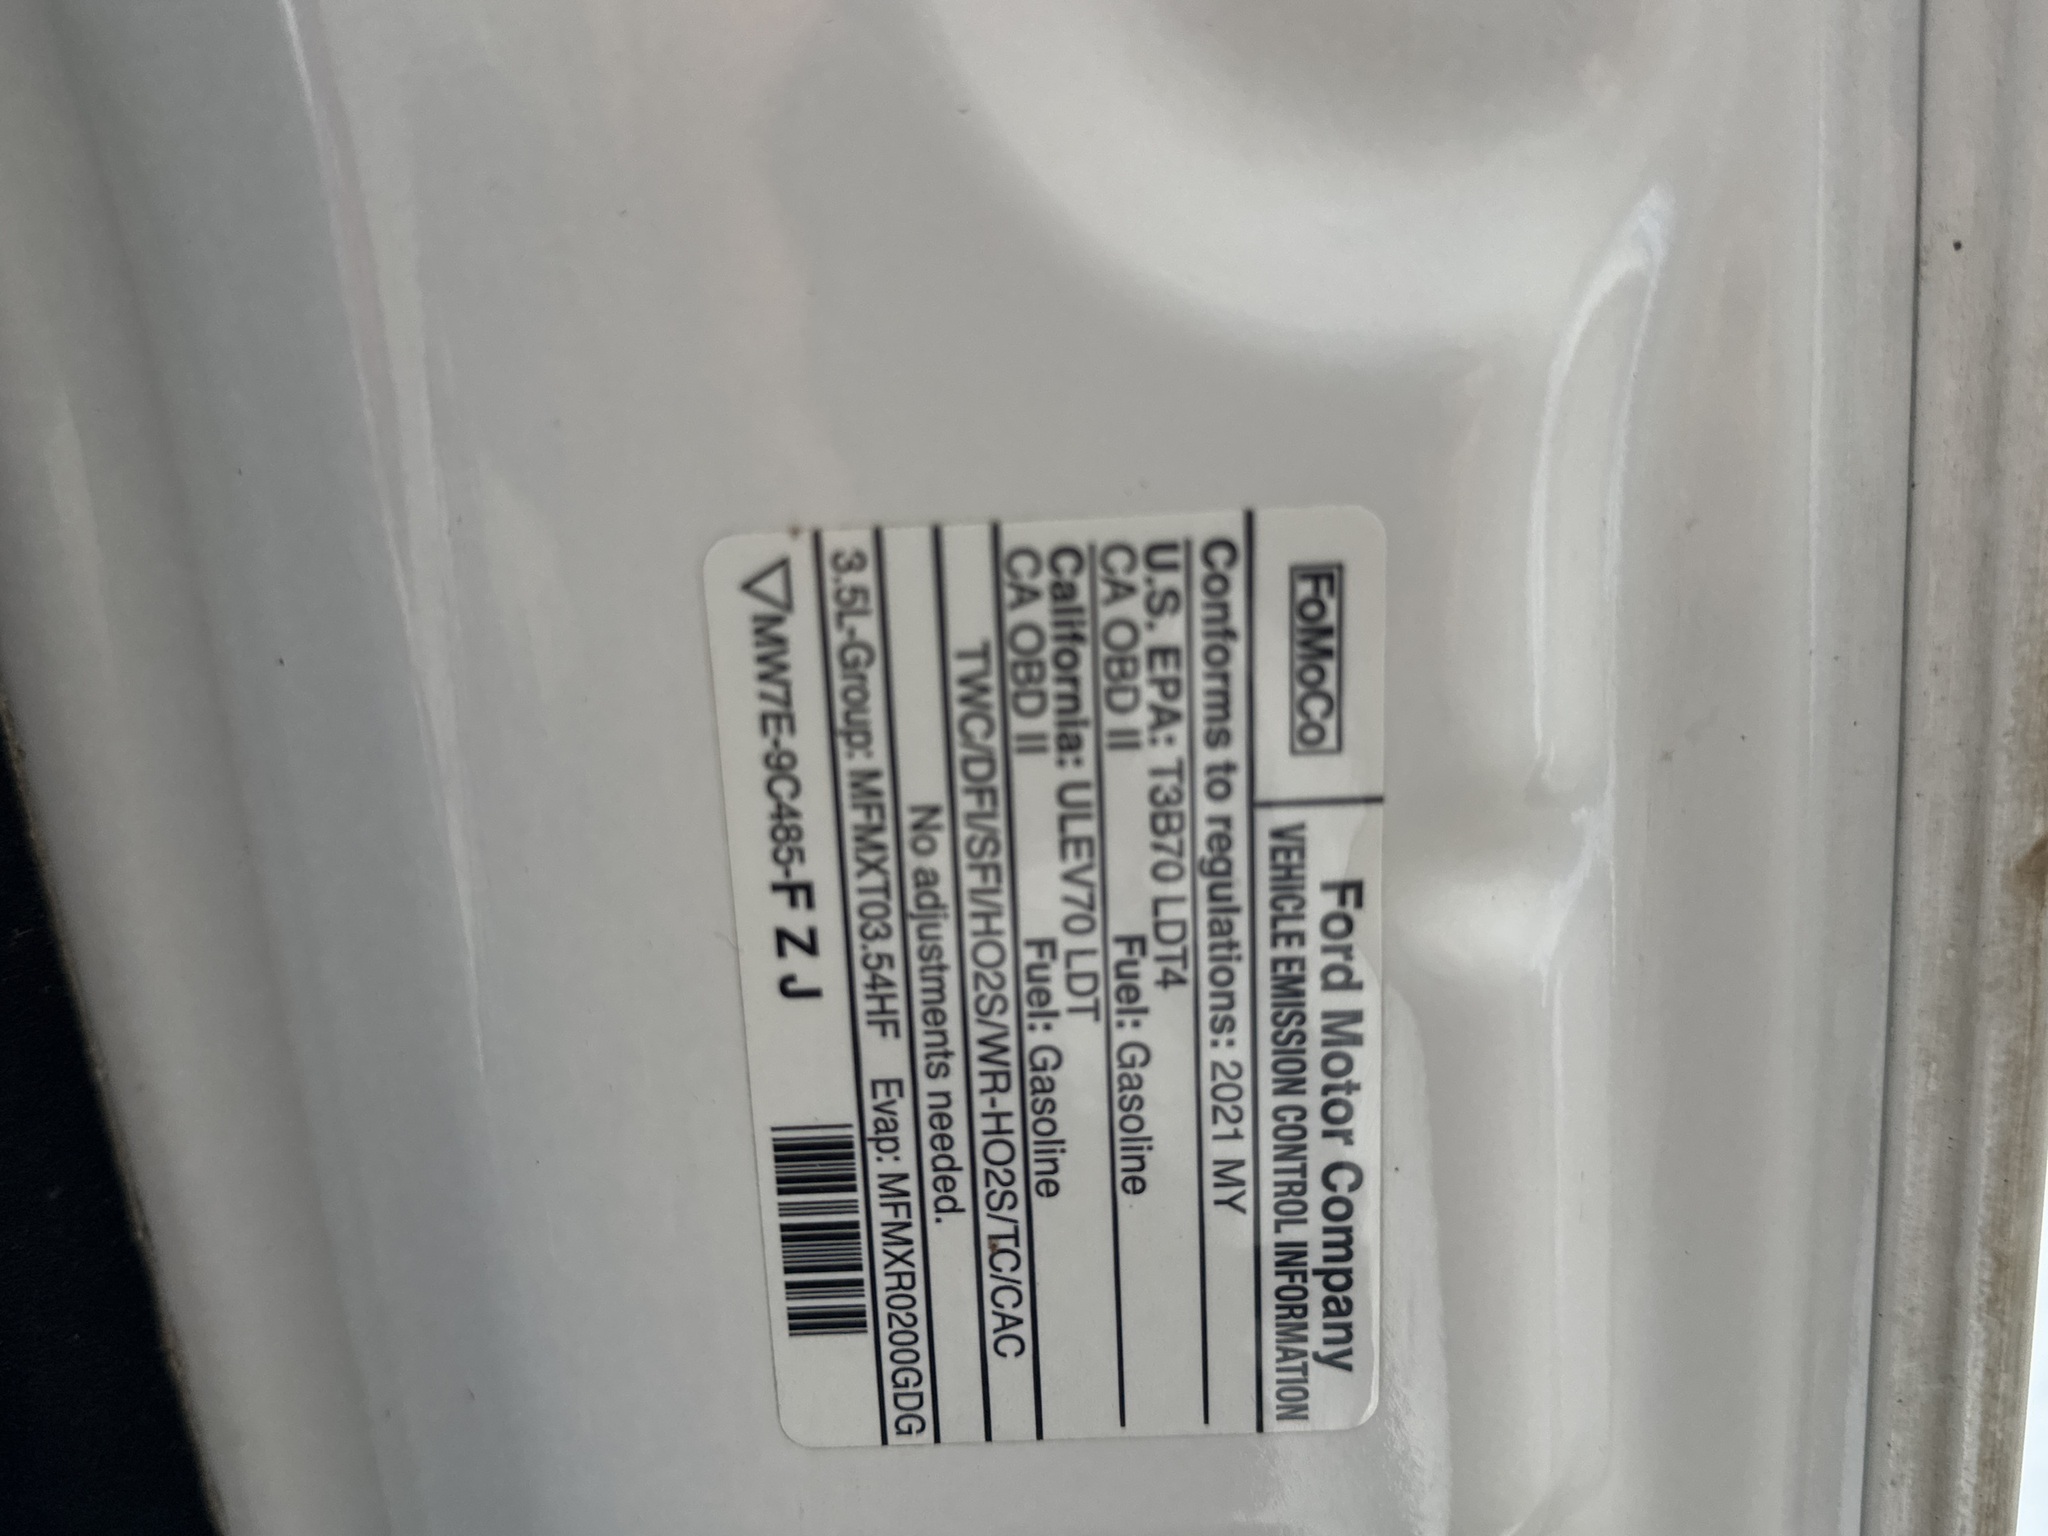 FoMoCo
Ford Motor Company
VEHICLE EMISSION CONTROL INFORMATION
Conforms to regulations: 2021 MY
U.S. EPA: T3B70 LDT4
CA OBD II Fuel: Gasoline
California: ULEV70 LDT
CA OBD II Fuel: Gasoline
TWC/DFI/SFI/HO2S/WR-HO2S/TC/CAC
No adjustments needed.
3.5L-Group: MFMXT03.54HF Evap: MFMXR0200GDG
MW7E-9C485-F Z J